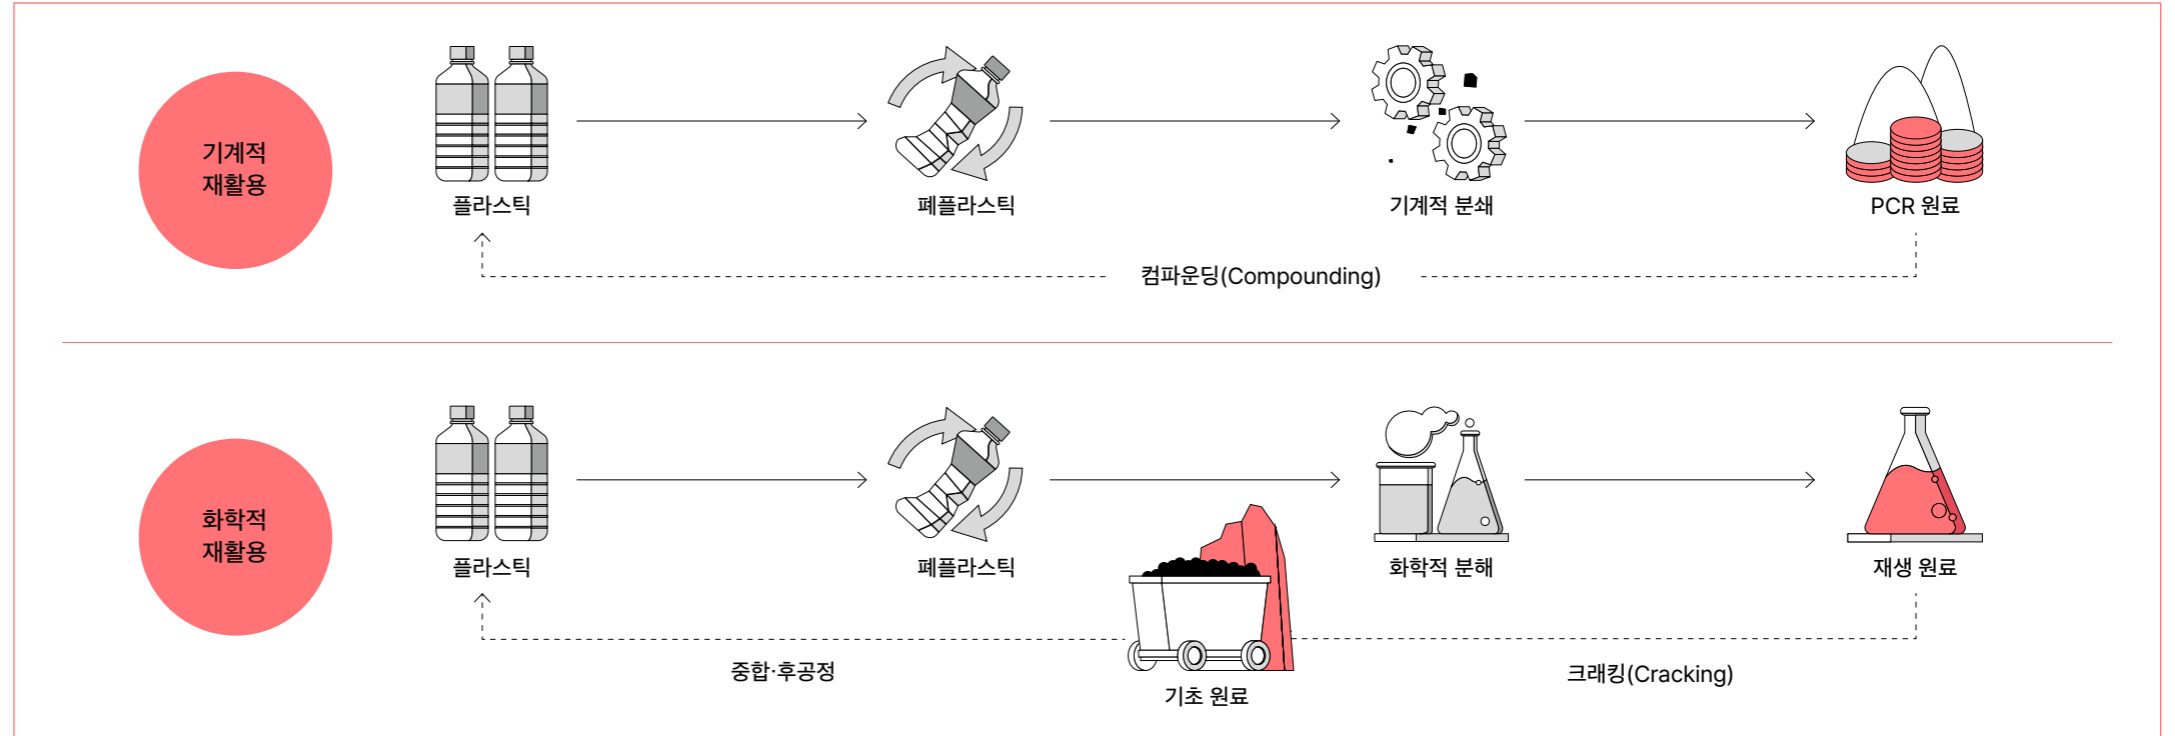 기계적
재활용
플라스틱
폐플라스틱
기계적 분쇄
PCR 원료
컴파운딩(Compounding)
화학적
재활용
플라스틱
폐플라스틱
화학적 분해
재생 원료
중합·후공정
기초 원료
크래킹(Cracking)